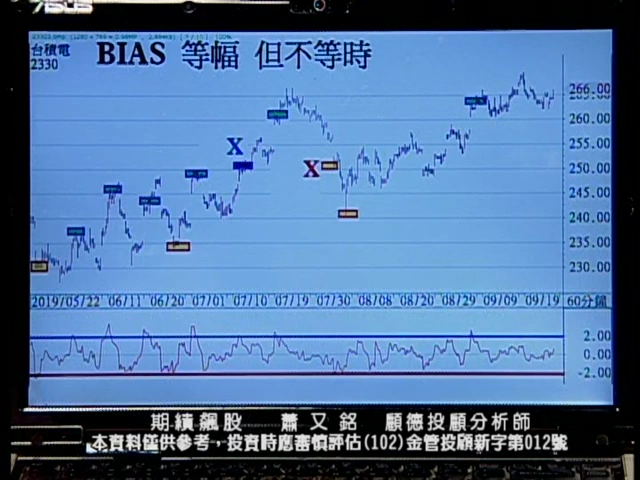 ASUS
台積電 BIAS 等幅 但不等時
2330
X
X
266.00
260.00
255.00
250.00
245.00
240.00
235.00
230.00
2019/05/22 06/11 06/20 07/01 07/10 07/19 07/30 08/08 08/20 08/29 09/09 09/19 60分鐘
2.00
0.00
-2.00
期績飆股 蕭又銘 顧德投顧分析師
本資料僅供參考，投資時應審慎評估(102)金管投顧新字第012號